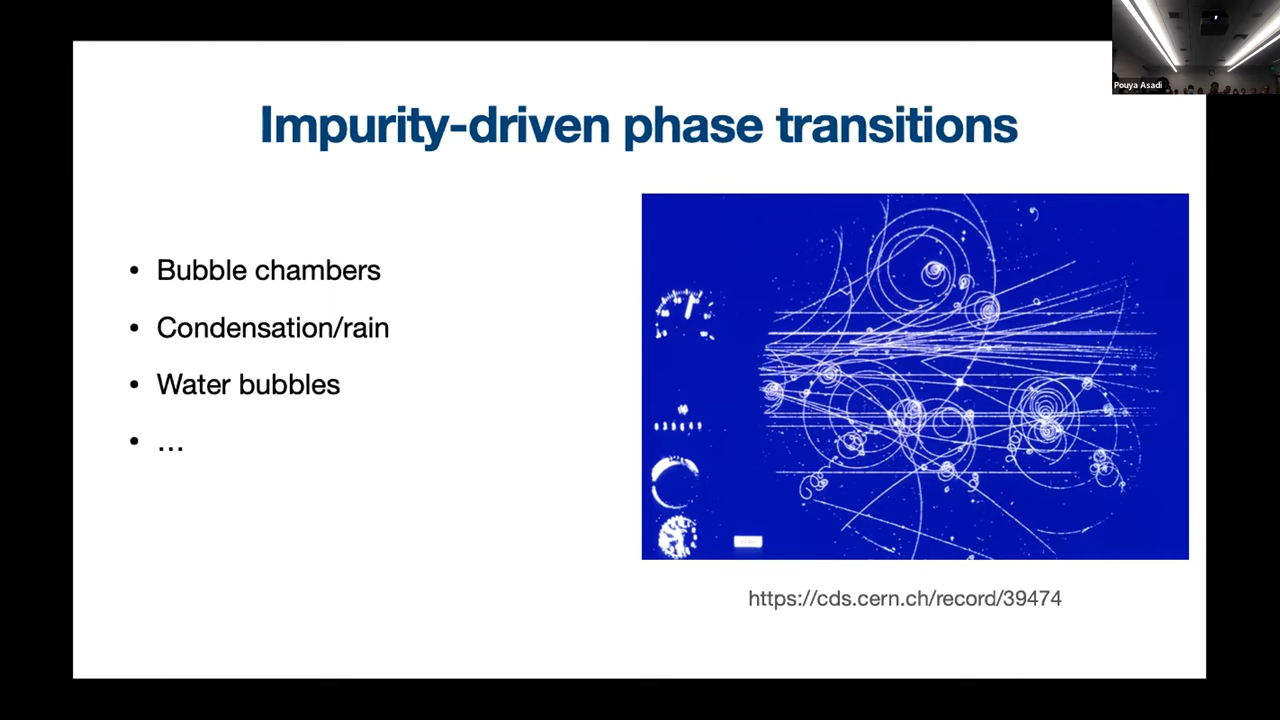 Impurity-driven phase transitions
Pouya Asadi
• Bubble chambers
• Condensation/rain
• Water bubbles
• …
https://cds.cern.ch/record/39474